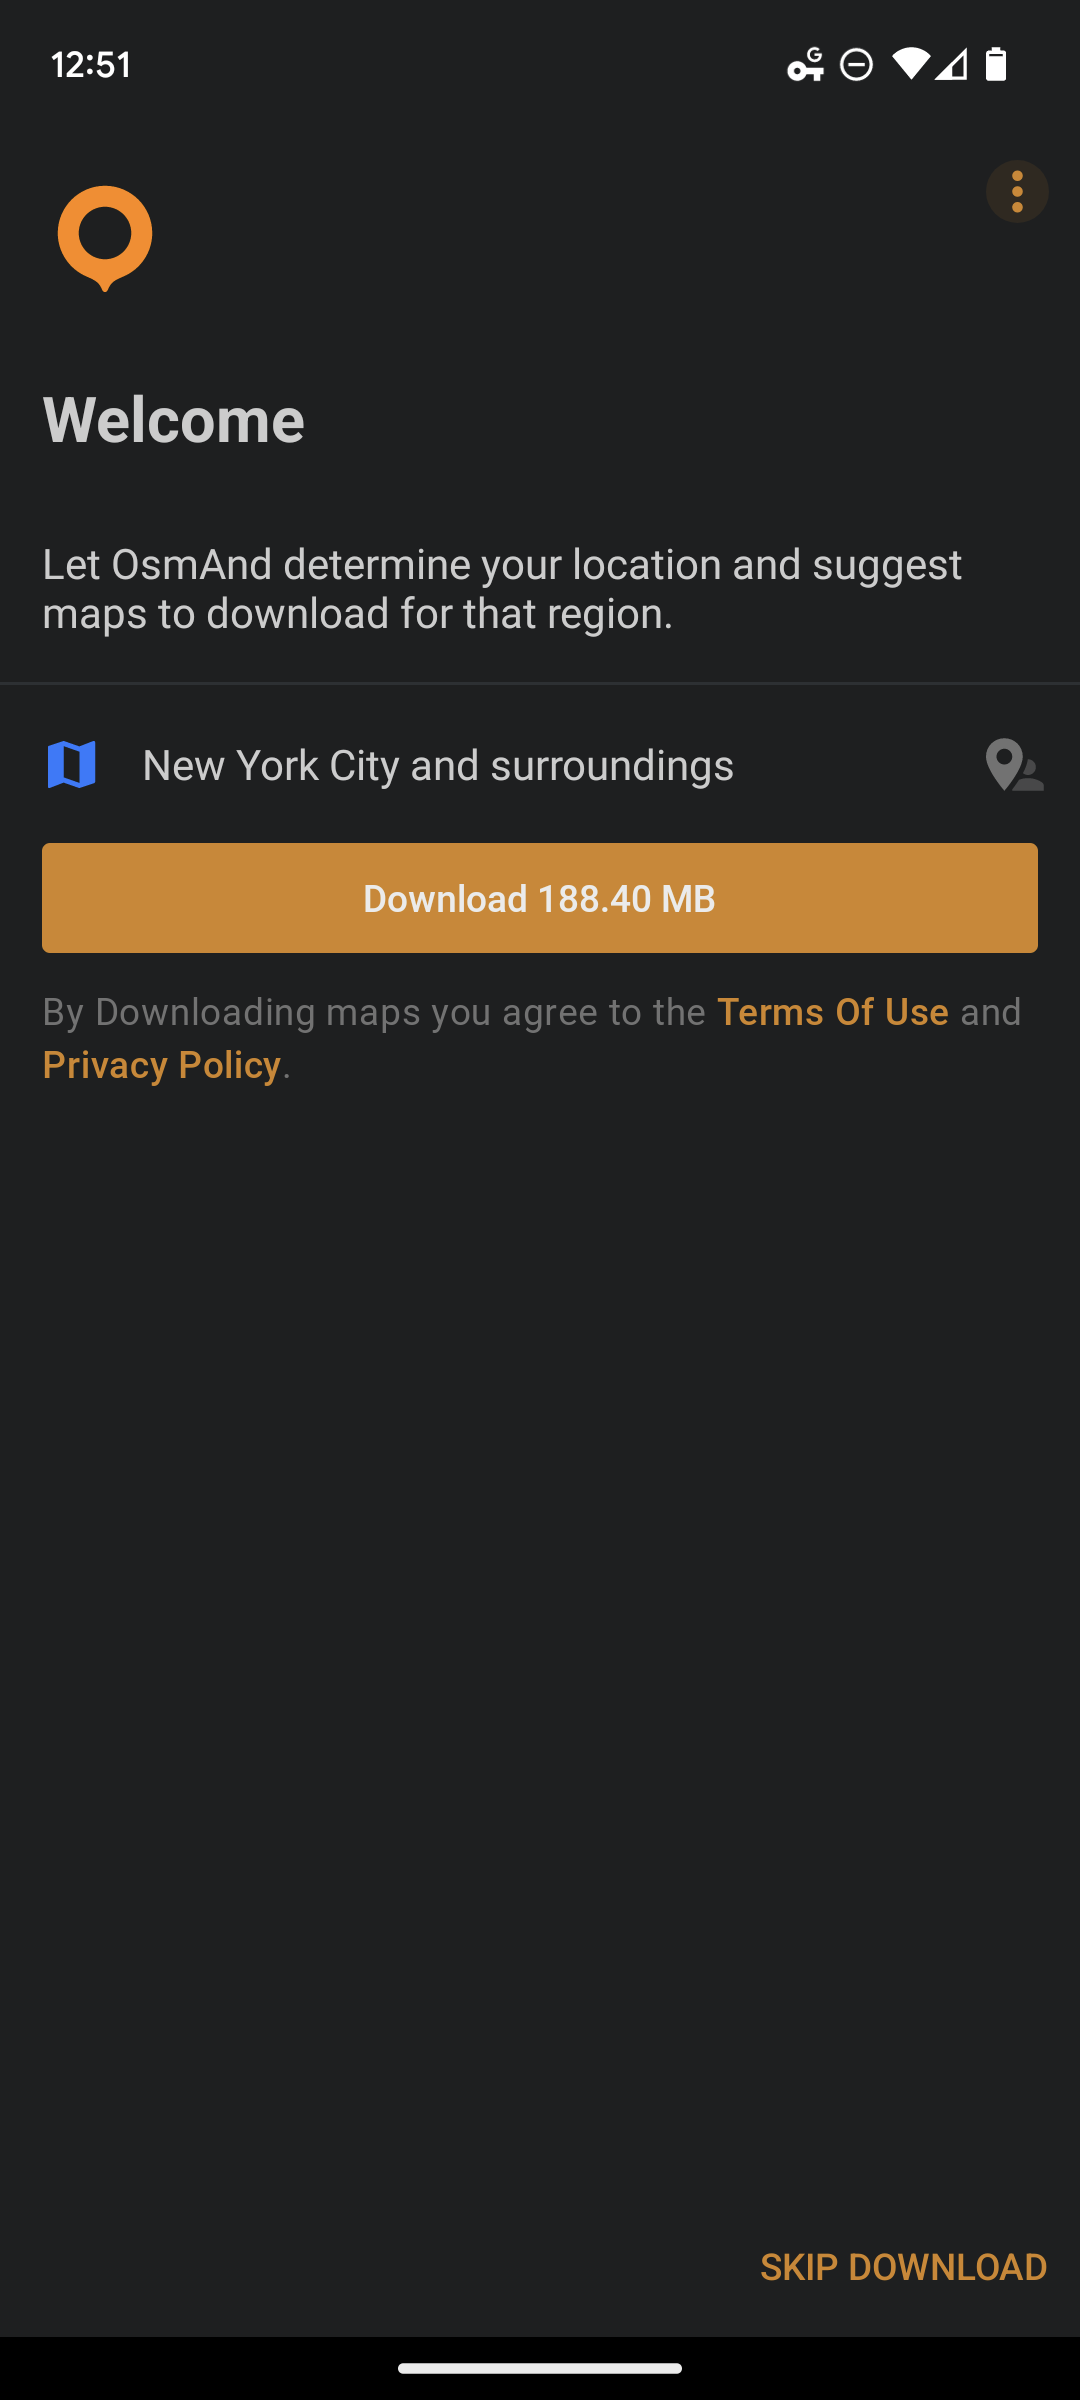 12:51
Welcome
Let OsmAnd determine your location and suggest
maps to download for that region.
New York City and surroundings
Download 188.40 MB
By Downloading maps you agree to the Terms Of Use and
Privacy Policy.
SKIP DOWNLOAD